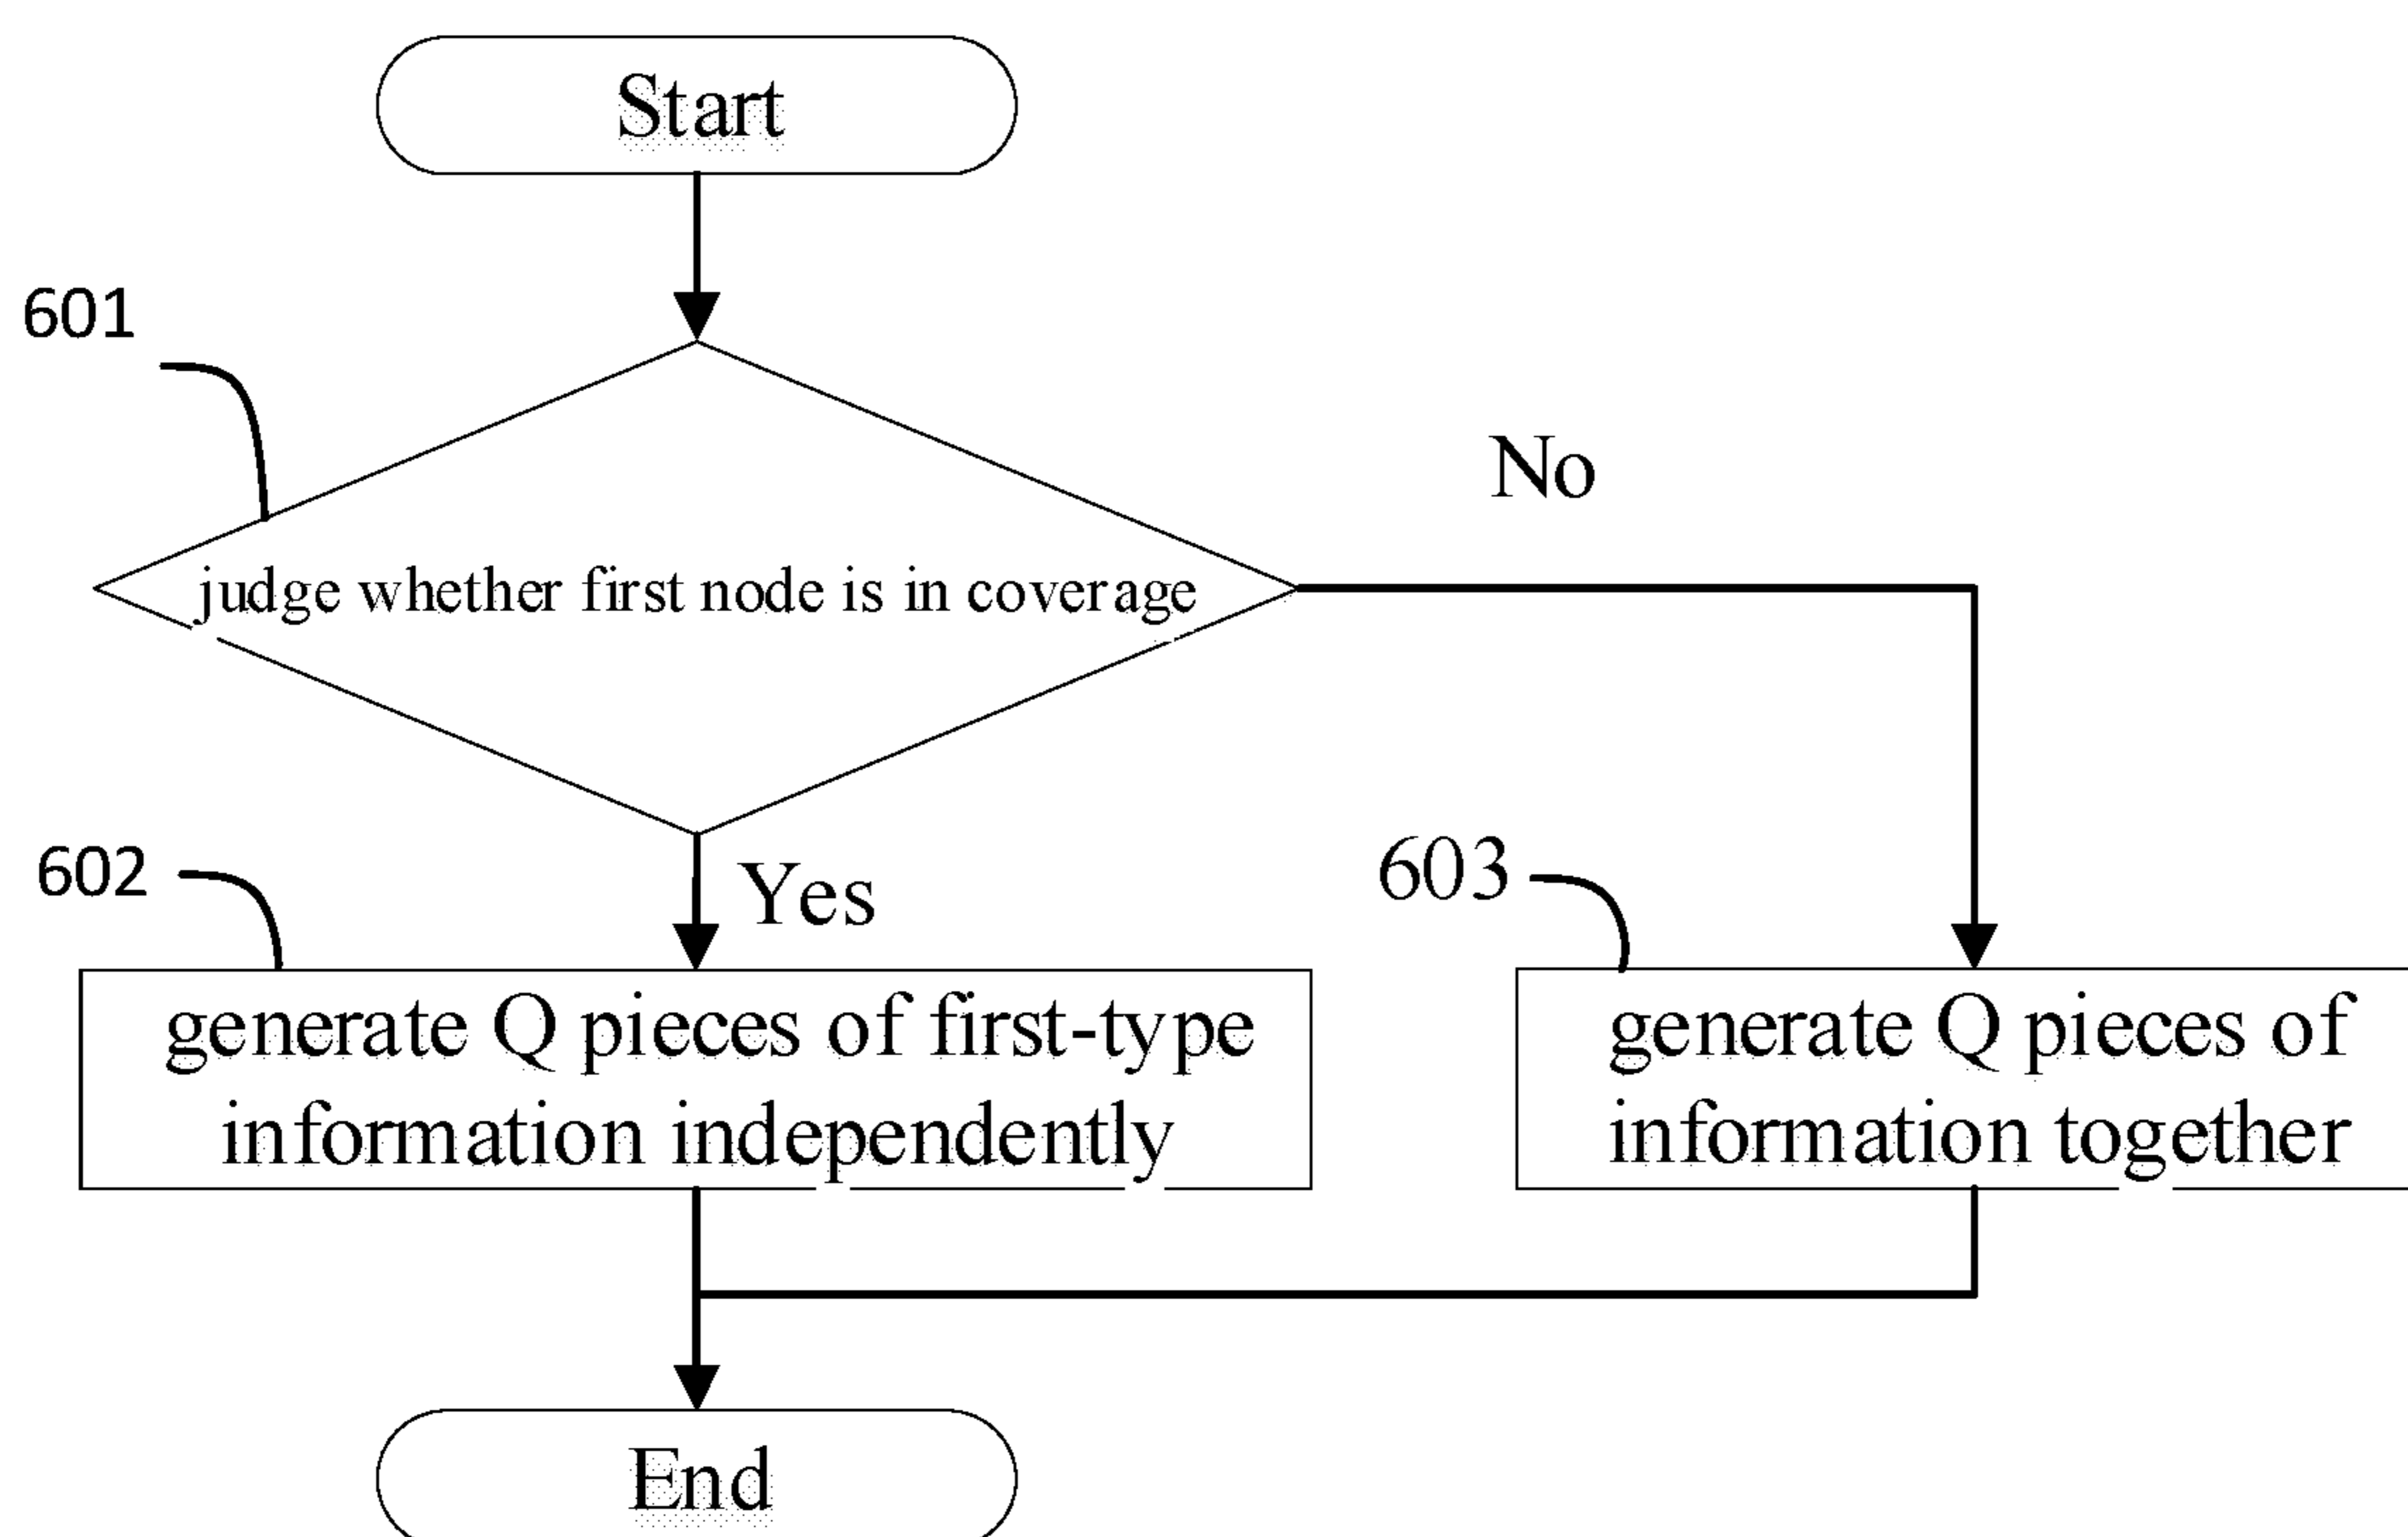 Start
601
No
judge whether first node is in coverage
602
Yes
603
generate Q pieces of first-type
information independently
generate Q pieces of
information together
End